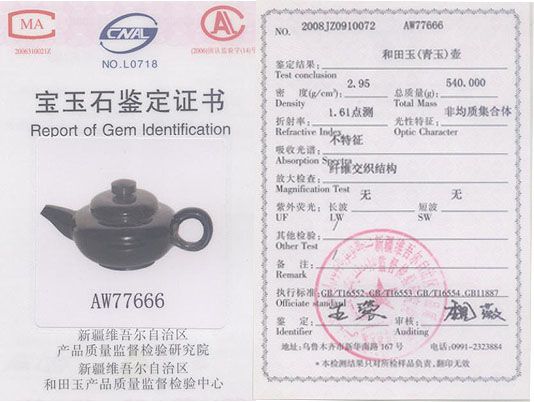 MA
2006310021Z
CNAL
NO.L0718
AL
宝玉石鉴定证书
Report of Gem Identification
AW77666
新疆维吾尔自治区
产品质量监督检验研究院
新疆维吾尔自治区
和田玉产品质量监督检验中心
NO. 2008JZ0910072 AW77666
鉴定结果: 和田玉(青玉)壶
Test conclusion
密度(g/cm³): 2.95 总质量(g): 540.000
Density Total Mass
折射率: 1.61点测 光性特征: 非均质集合体
Refractive Index Optic Character
吸收光谱: 不特征
Absorption Spectra
放大检查: 纤维交织结构
Magnification Test
紫外荧光: 长波 无 短波 无
UF LW SW
其他检验: /
Other Test
备注:
Remark
执行标准: GB/T16552 GB/T16553 GB/T16554 GB11887
Officiate standard
鉴定: 审核:
Identifier Auditing
地址:乌鲁木齐市新华南路167号 电话:0991-2323884
*本检测结果只对所检样品负责,翻印无效